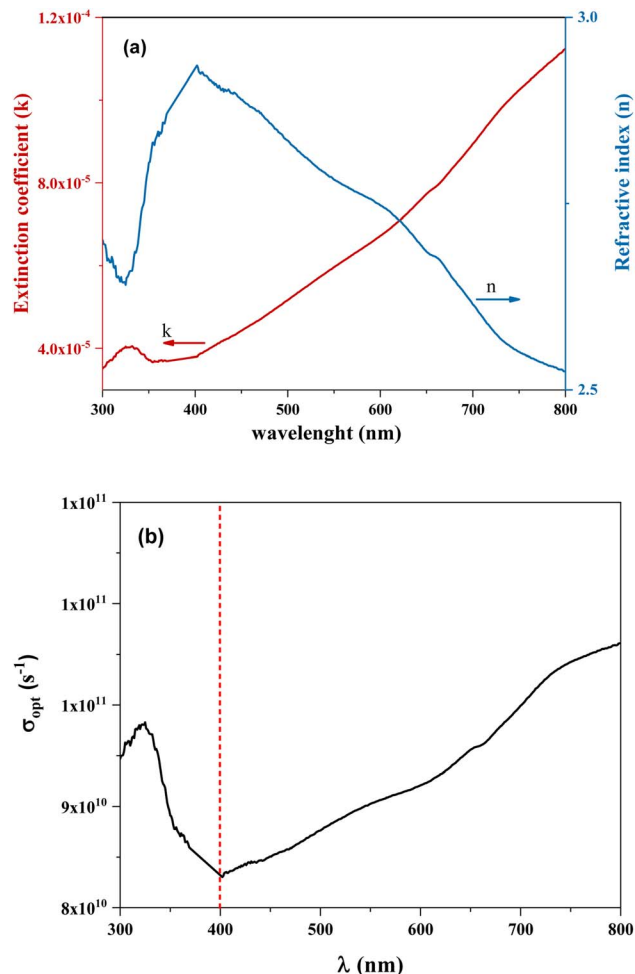 (a)
1.2x10⁻⁴
8.0x10⁻⁵
4.0x10⁻⁵
Extinction coefficient (k)
3.0
2.5
Refractive index (n)
k
n
300 400 500 600 700 800
wavelenght (nm)
(b)
1x10¹¹
1x10¹¹
1x10¹¹
9x10¹⁰
8x10¹⁰
σopt (s⁻¹)
300 400 500 600 700 800
λ (nm)